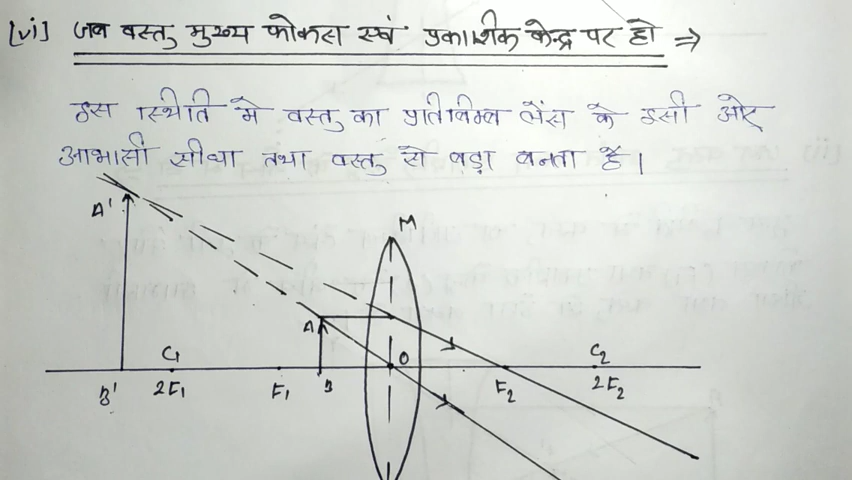 [vi] जब वस्तु मुख्य फोकस एवं प्रकाशिक केन्द्र पर हो ⇒
इस स्थिति मे वस्तु का प्रतिबिम्ब लेंस के इसी ओर
आभासी सीधा तथा वस्तु से बड़ा बनता है।
A'
M
A
C1
O
C2
B'
2F1
F1
B
F2
2F2